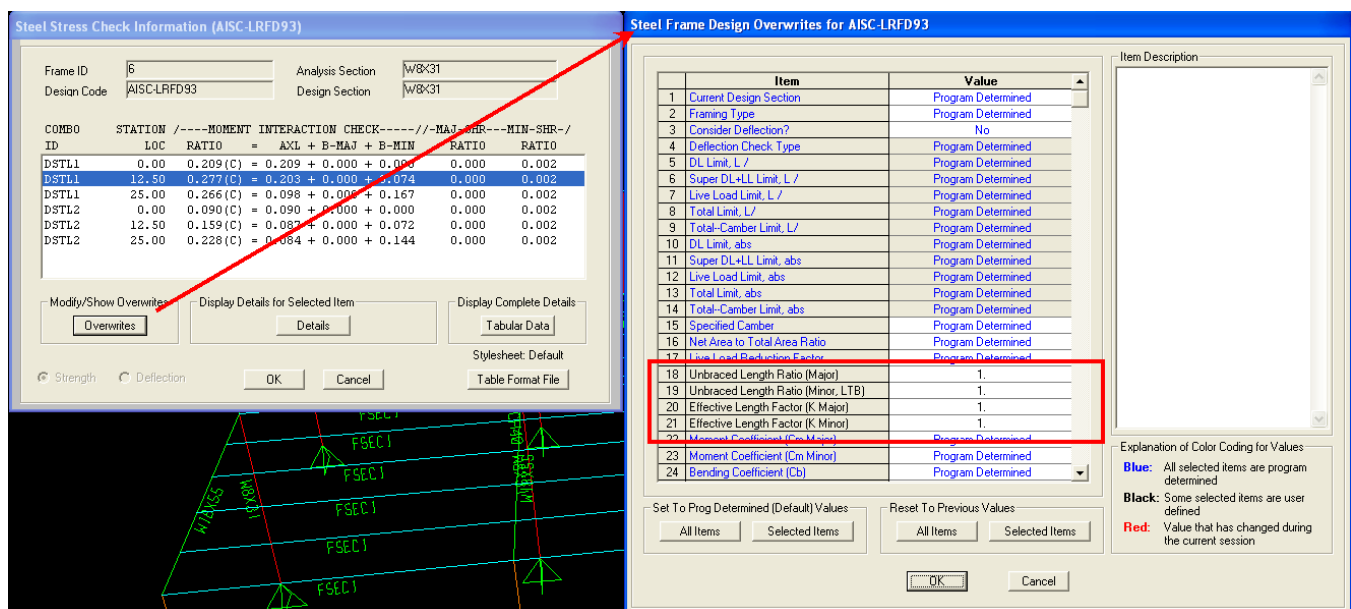 Steel Stress Check Information (AISC-LRFD93)
Frame ID 6 Analysis Section W8X31
Design Code AISC-LRFD93 Design Section W8X31
COMBO STATION /----MOMENT INTERACTION CHECK-----//-MAJ-SHR---MIN-SHR-/
ID LOC RATIO = AXL + B-MAJ + B-MIN RATIO RATIO
DSTL1 0.00 0.209(C) = 0.209 + 0.000 + 0.000 0.000 0.002
DSTL1 12.50 0.277(C) = 0.203 + 0.000 + 0.074 0.000 0.002
DSTL1 25.00 0.266(C) = 0.098 + 0.000 + 0.167 0.000 0.002
DSTL2 0.00 0.090(C) = 0.090 + 0.000 + 0.000 0.000 0.002
DSTL2 12.50 0.159(C) = 0.087 + 0.000 + 0.072 0.000 0.002
DSTL2 25.00 0.228(C) = 0.084 + 0.000 + 0.144 0.000 0.002
Modify/Show Overwrites
Overwrites
Display Details for Selected Item
Details
Display Complete Details
Tabular Data
Stylesheet: Default
Strength Deflection OK Cancel Table Format File
FSEC1
FSEC1
FSEC1
FSEC1
FSEC1
FSEC1
W18X55
W8X31
Steel Frame Design Overwrites for AISC-LRFD93
Item Value
1 Current Design Section Program Determined
2 Framing Type Program Determined
3 Consider Deflection? No
4 Deflection Check Type Program Determined
5 DL Limit, L / Program Determined
6 Super DL+LL Limit, L / Program Determined
7 Live Load Limit, L / Program Determined
8 Total Limit, L/ Program Determined
9 Total--Camber Limit, L/ Program Determined
10 DL Limit, abs Program Determined
11 Super DL+LL Limit, abs Program Determined
12 Live Load Limit, abs Program Determined
13 Total Limit, abs Program Determined
14 Total--Camber Limit, abs Program Determined
15 Specified Camber Program Determined
16 Net Area to Total Area Ratio Program Determined
17 Live Load Reduction Factor Program Determined
18 Unbraced Length Ratio (Major) 1.
19 Unbraced Length Ratio (Minor, LTB) 1.
20 Effective Length Factor (K Major) 1.
21 Effective Length Factor (K Minor) 1.
22 Moment Coefficient (Cm Major) Program Determined
23 Moment Coefficient (Cm Minor) Program Determined
24 Bending Coefficient (Cb) Program Determined
Set To Prog Determined (Default) Values
All Items Selected Items
Reset To Previous Values
All Items Selected Items
OK Cancel
Item Description
Explanation of Color Coding for Values
Blue: All selected items are program
determined
Black: Some selected items are user
defined
Red: Value that has changed during
the current session